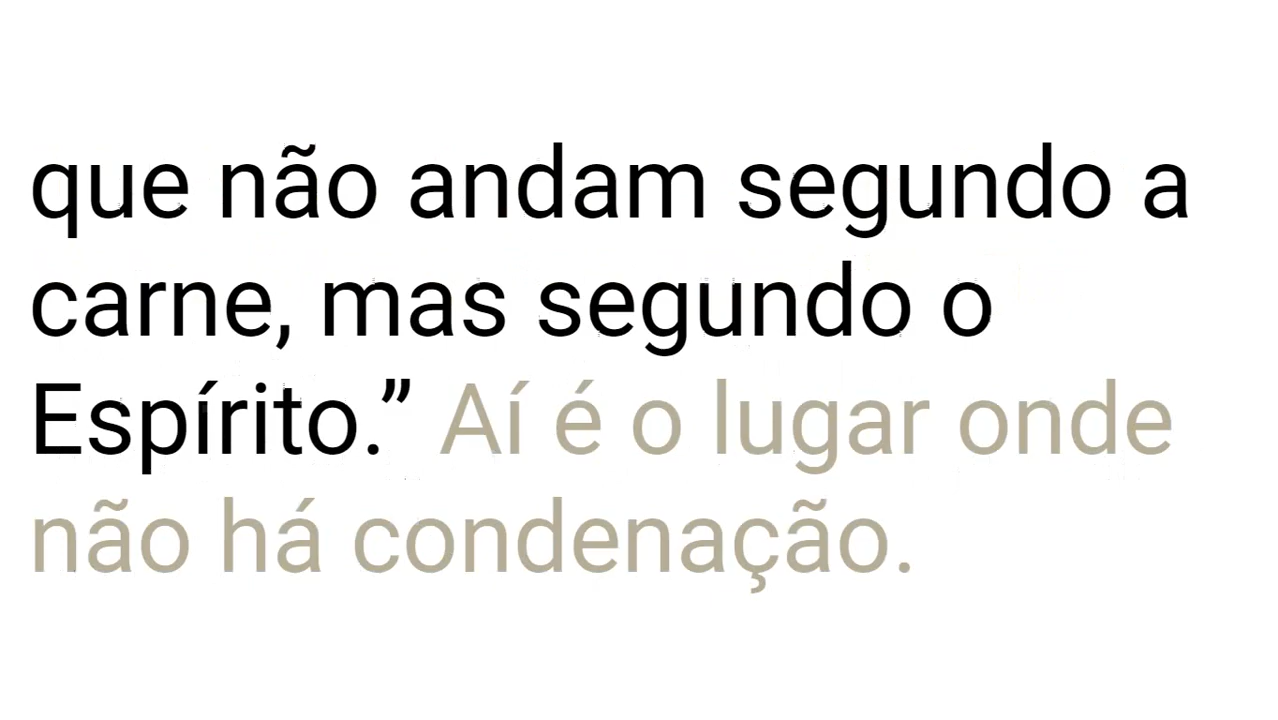 que não andam segundo a
carne, mas segundo o
Espírito.” Aí é o lugar onde
não há condenação.